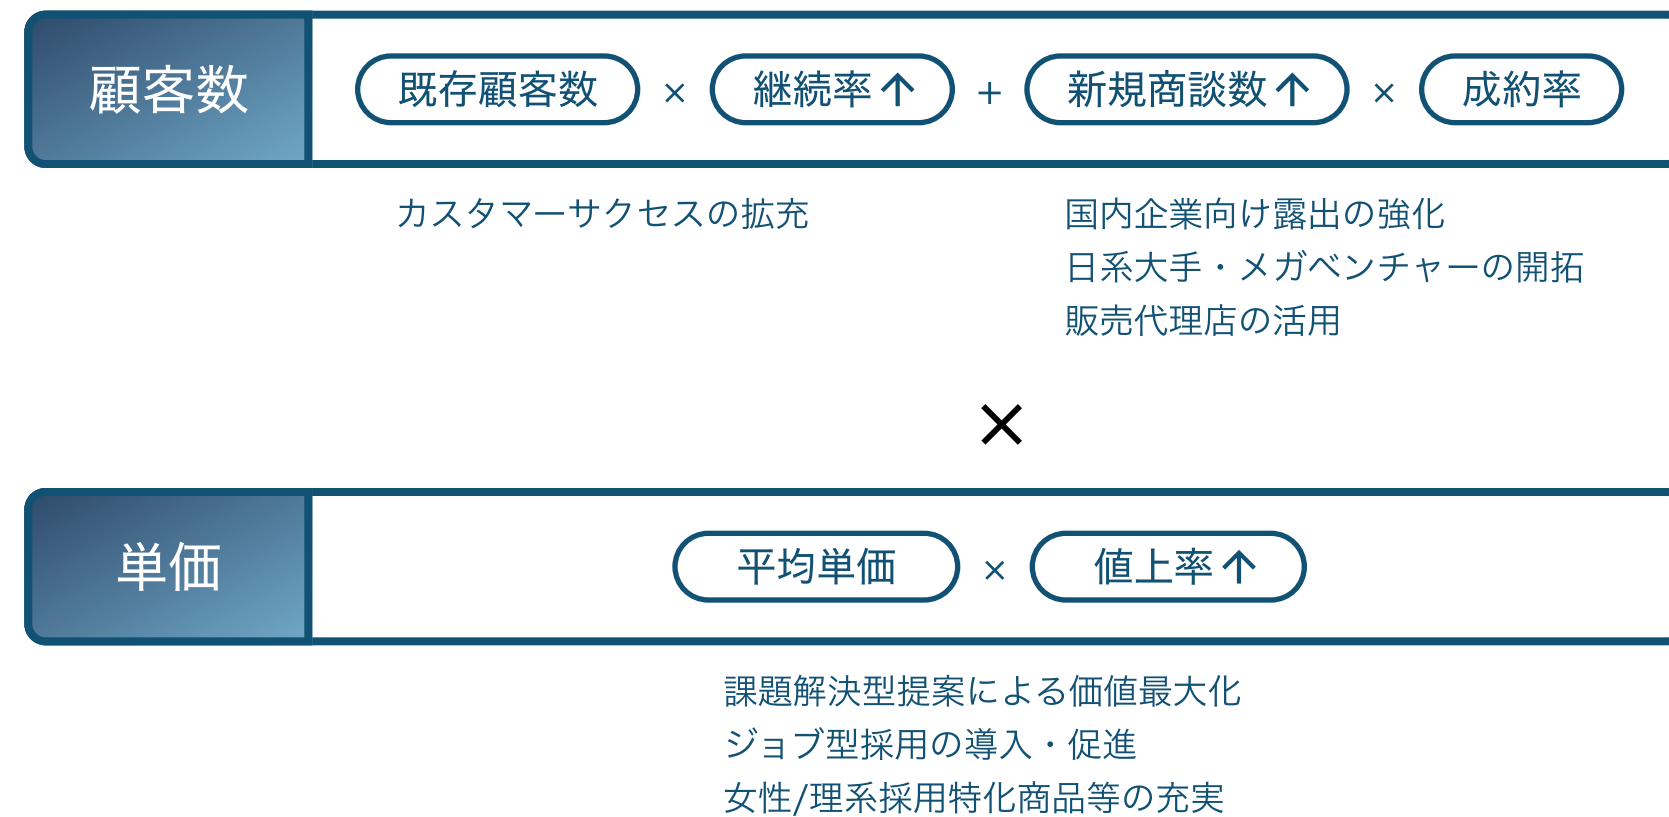 顧客数
既存顧客数 × 継続率↑ + 新規商談数↑ × 成約率
カスタマーサクセスの拡充
国内企業向け露出の強化
日系大手・メガベンチャーの開拓
販売代理店の活用
×
単価
平均単価 × 値上率↑
課題解決型提案による価値最大化
ジョブ型採用の導入・促進
女性/理系採用特化商品等の充実